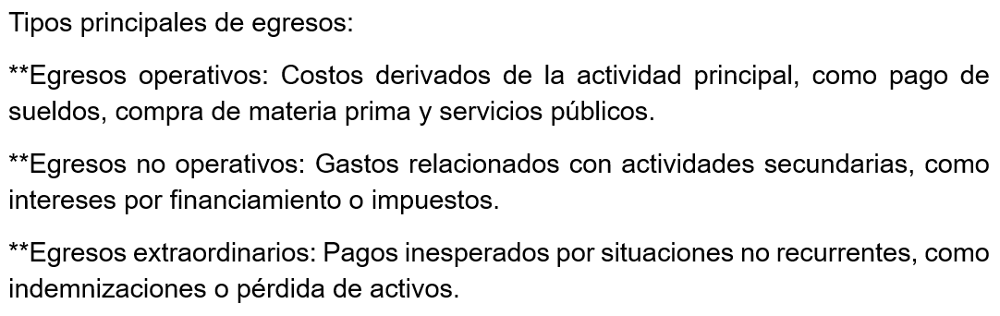 Tipos principales de egresos:
**Egresos operativos: Costos derivados de la actividad principal, como pago de
sueldos, compra de materia prima y servicios públicos.
**Egresos no operativos: Gastos relacionados con actividades secundarias, como
intereses por financiamiento o impuestos.
**Egresos extraordinarios: Pagos inesperados por situaciones no recurrentes, como
indemnizaciones o pérdida de activos.